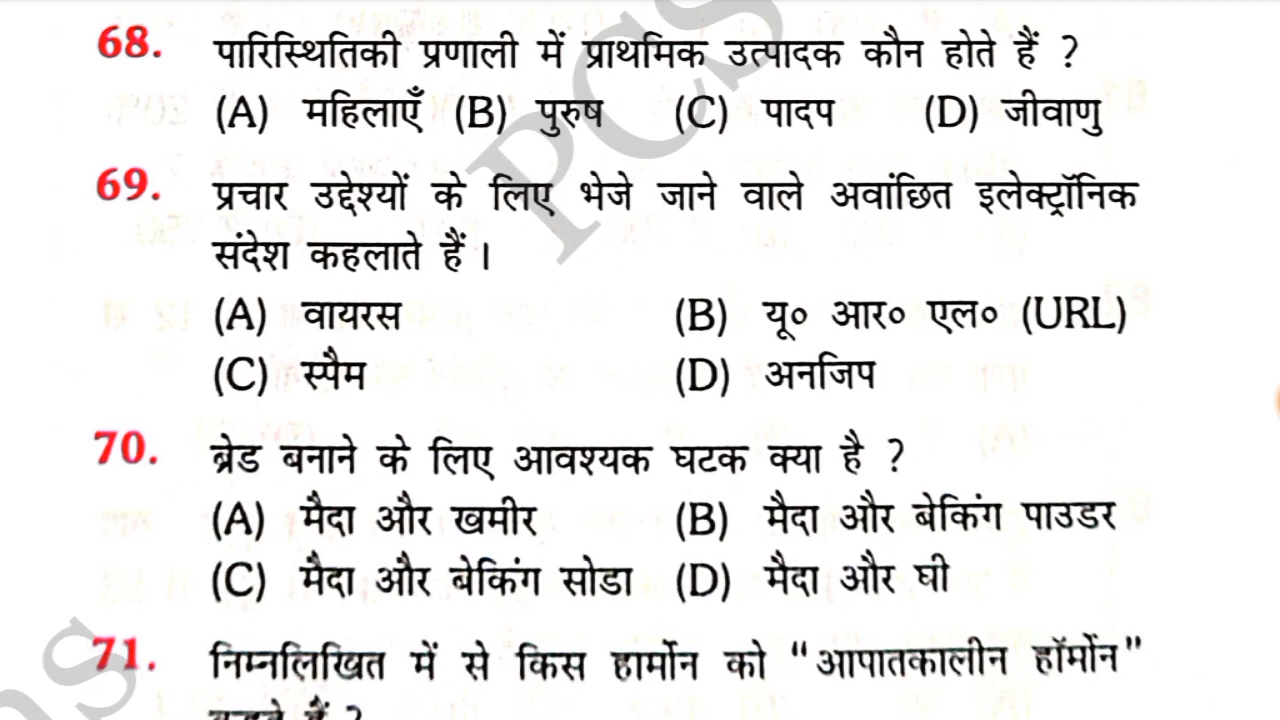 68. पारिस्थितिकी प्रणाली में प्राथमिक उत्पादक कौन होते हैं ?
(A) महिलाएँ (B) पुरुष (C) पादप (D) जीवाणु
69. प्रचार उद्देश्यों के लिए भेजे जाने वाले अवांछित इलेक्ट्रॉनिक
संदेश कहलाते हैं ।
(A) वायरस (B) यू० आर० एल० (URL)
(C) स्पैम (D) अनजिप
70. ब्रेड बनाने के लिए आवश्यक घटक क्या है ?
(A) मैदा और खमीर (B) मैदा और बेकिंग पाउडर
(C) मैदा और बेकिंग सोडा (D) मैदा और घी
71. निम्नलिखित में से किस हार्मोन को “आपातकालीन हॉर्मोन”
PCS